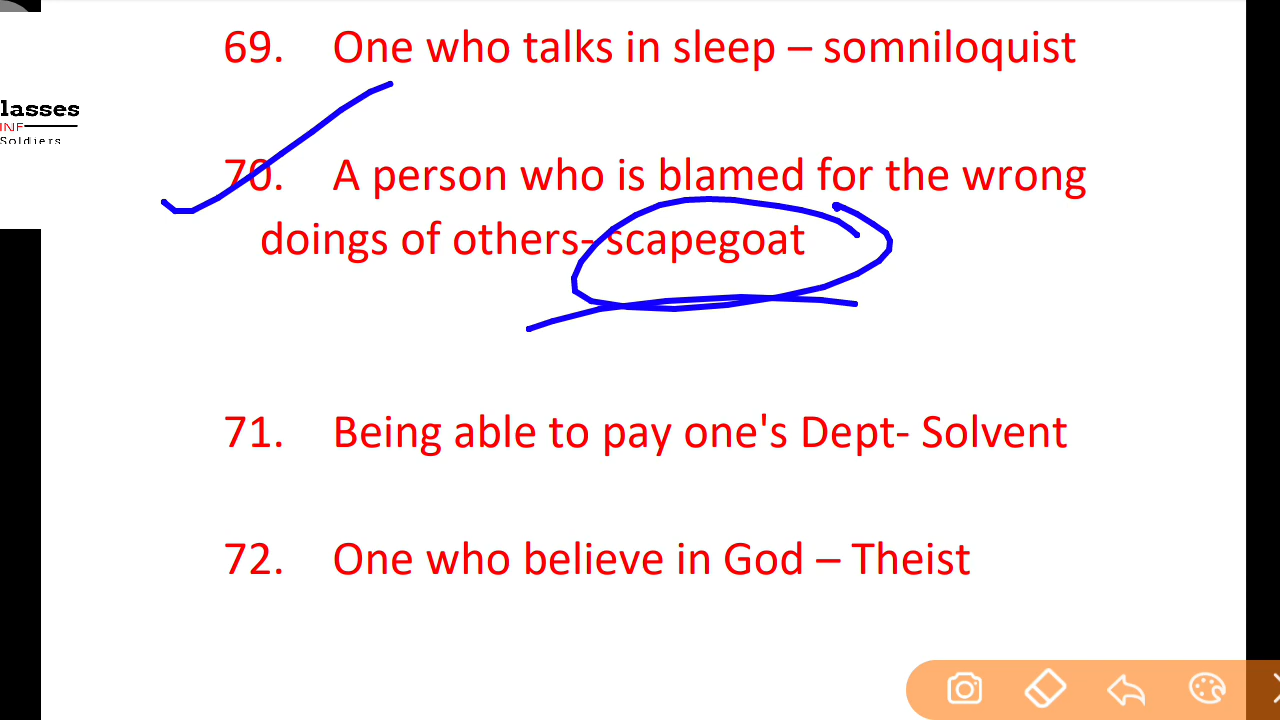 69. One who talks in sleep – somniloquist
lasses
INF
Soldiers
70. A person who is blamed for the wrong
doings of others- scapegoat
71. Being able to pay one's Dept- Solvent
72. One who believe in God – Theist